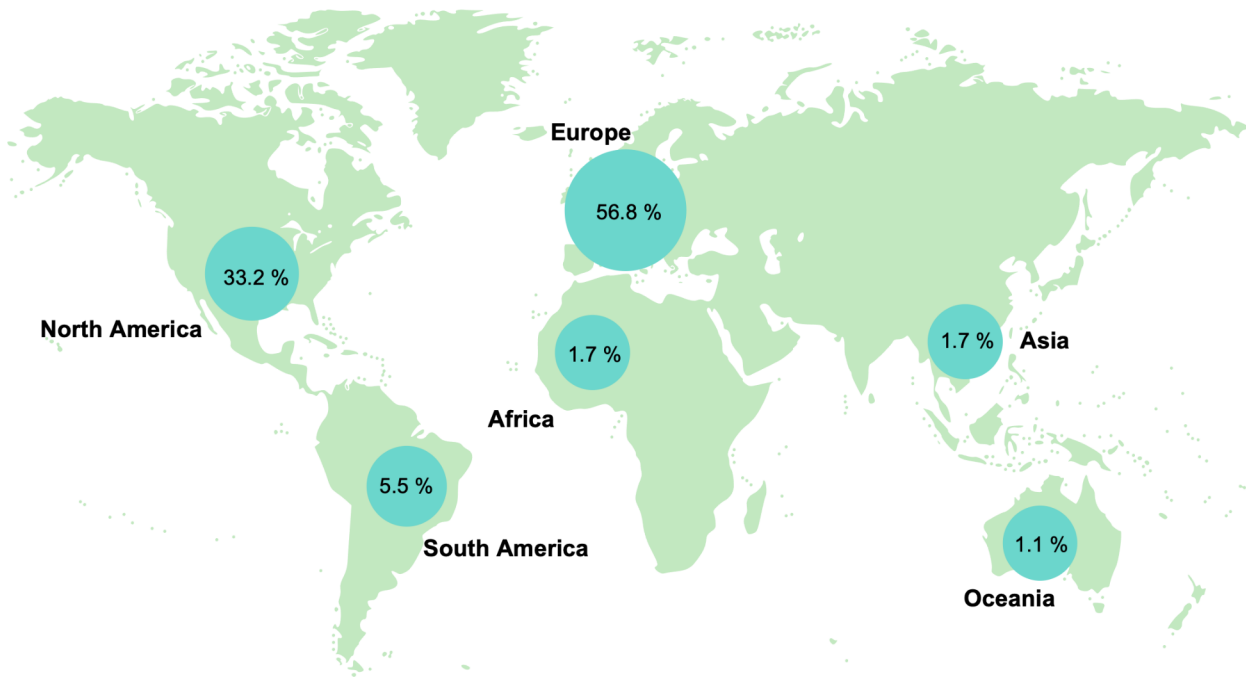 Europe
56.8 %
33.2 %
North America
1.7 %
Asia
1.7 %
Africa
5.5 %
South America
1.1 %
Oceania